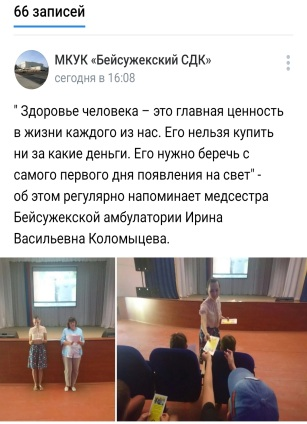 66 записей
МКУК «Бейсужекский СДК»
сегодня в 16:08
" Здоровье человека – это главная ценность
в жизни каждого из нас. Его нельзя купить
ни за какие деньги. Его нужно беречь с
самого первого дня появления на свет" -
об этом регулярно напоминает медсестра
Бейсужекской амбулатории Ирина
Васильевна Коломыцева.